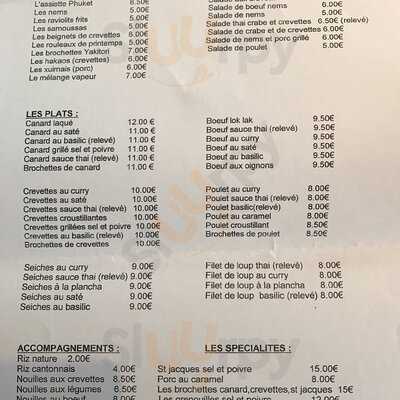 L'assiette Phuket 8.50€
Les nems 5.00€
Les raviolis frits 5.00€
Les samoussas 5.00€
Les beignets de crevettes 6.00€
Les rouleaux de printemps 5.00€
Les brochettes Yakitori 7.00€
Les hakaos (crevettes) 6.00€
Les xuimais (porc) 6.00€
Le mélange vapeur 7.00€
Salade de boeuf nems 6.00€
Salade de nems 5.00€
Salade thai crabe et crevettes 6.50€ (relevé)
Salade de crabe et de crevettes 6.00€
Salade de nems et porc grillé 6.00€
Salade de poulet 5.00€
LES PLATS :
Canard laqué 12.00 €
Canard au saté 11.00 €
Canard au basilic (relevé) 11.00 €
Canard grillé sel et poivre 11.00 €
Canard sauce thai (relevé) 11.00 €
Brochettes de canard 11.00 €
Boeuf lok lak 9.50€
Boeuf sauce thai (relevé) 9.50€
Boeuf au curry 9.50€
Boeuf au saté 9.50€
Boeuf au basilic 9.50€
Boeuf aux oignons 9.50€
Crevettes au curry 10.00€
Crevettes au saté 10.00€
Crevettes sauce thai (relevé) 10.00€
Crevettes croustillantes 10.00€
Crevettes grillées sel et poivre 10.00€
Crevettes au basilic (relevé) 10.00€
Brochettes de crevettes 10.00€
Poulet au curry 8.00€
Poulet sauce thai (relevé) 8.00€
Poulet basilic(relevé) 8.00€
Poulet au caramel 8.00€
Poulet croustillant 8.50€
Brochettes de poulet 8.50€
Seiches au curry 9.00€
Seiches sauce thai (relevé) 9.00€
Seiches à la plancha 9.00€
Seiches au saté 9.00€
Seiches au basilic 9.00€
Filet de loup thai (relevé) 8.00€
Filet de loup au curry 8.00€
Filet de loup à la plancha 8.00€
Filet de loup basilic (relevé) 8.00€
ACCOMPAGNEMENTS :
Riz nature 2.00€
Riz cantonnais 4.00€
Nouilles aux crevettes 8.50€
Nouilles aux légumes 6.50€
Nouilles au boeuf 8.00€
LES SPECIALITES :
St jacques sel et poivre 15.00€
Porc au caramel 8.00€
Les brochettes canard,crevettes,st jacques 15€
Les grenouilles sel et poivre 12.00€